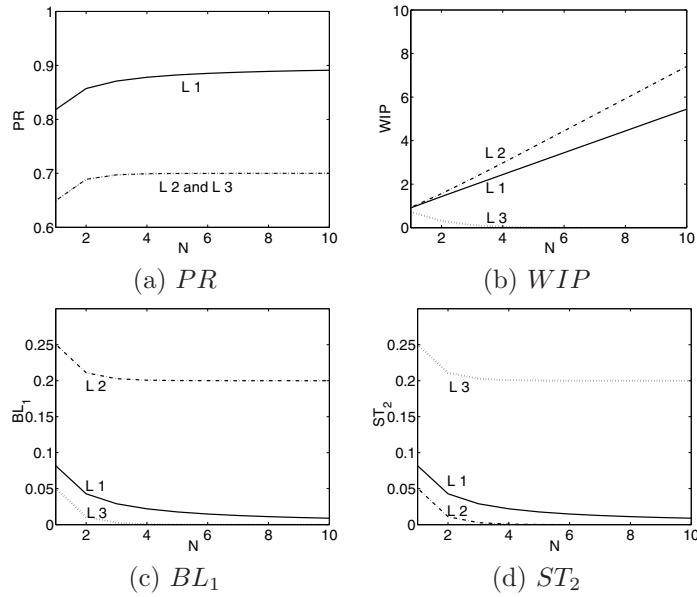 1
0.9
0.8
0.7
0.6
PR
L 1
L 2 and L 3
2 4 6 8 10
N
(a) PR
10
8
6
4
2
0
WIP
L 2
L 1
L 3
2 4 6 8 10
N
(b) WIP
0.25
0.2
0.15
0.1
0.05
0
BL1
L 2
L 1
L 3
2 4 6 8 10
N
(c) BL1
0.25
0.2
0.15
0.1
0.05
0
ST2
L 3
L 1
L2
2 4 6 8 10
N
(d) ST2